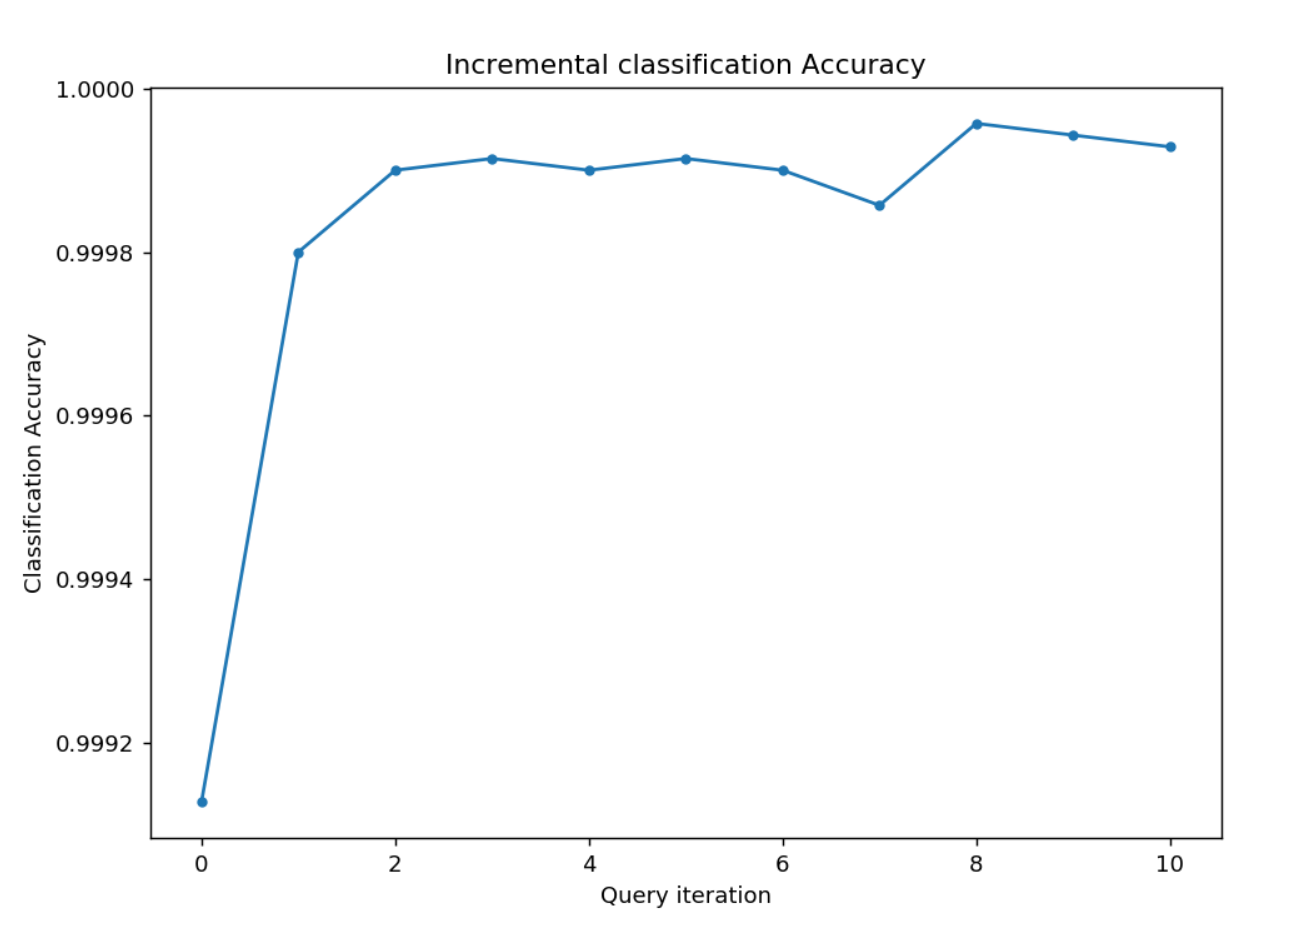 Incremental classification Accuracy
1.0000
0.9998
0.9996
0.9994
0.9992
Classification Accuracy
0 2 4 6 8 10
Query iteration